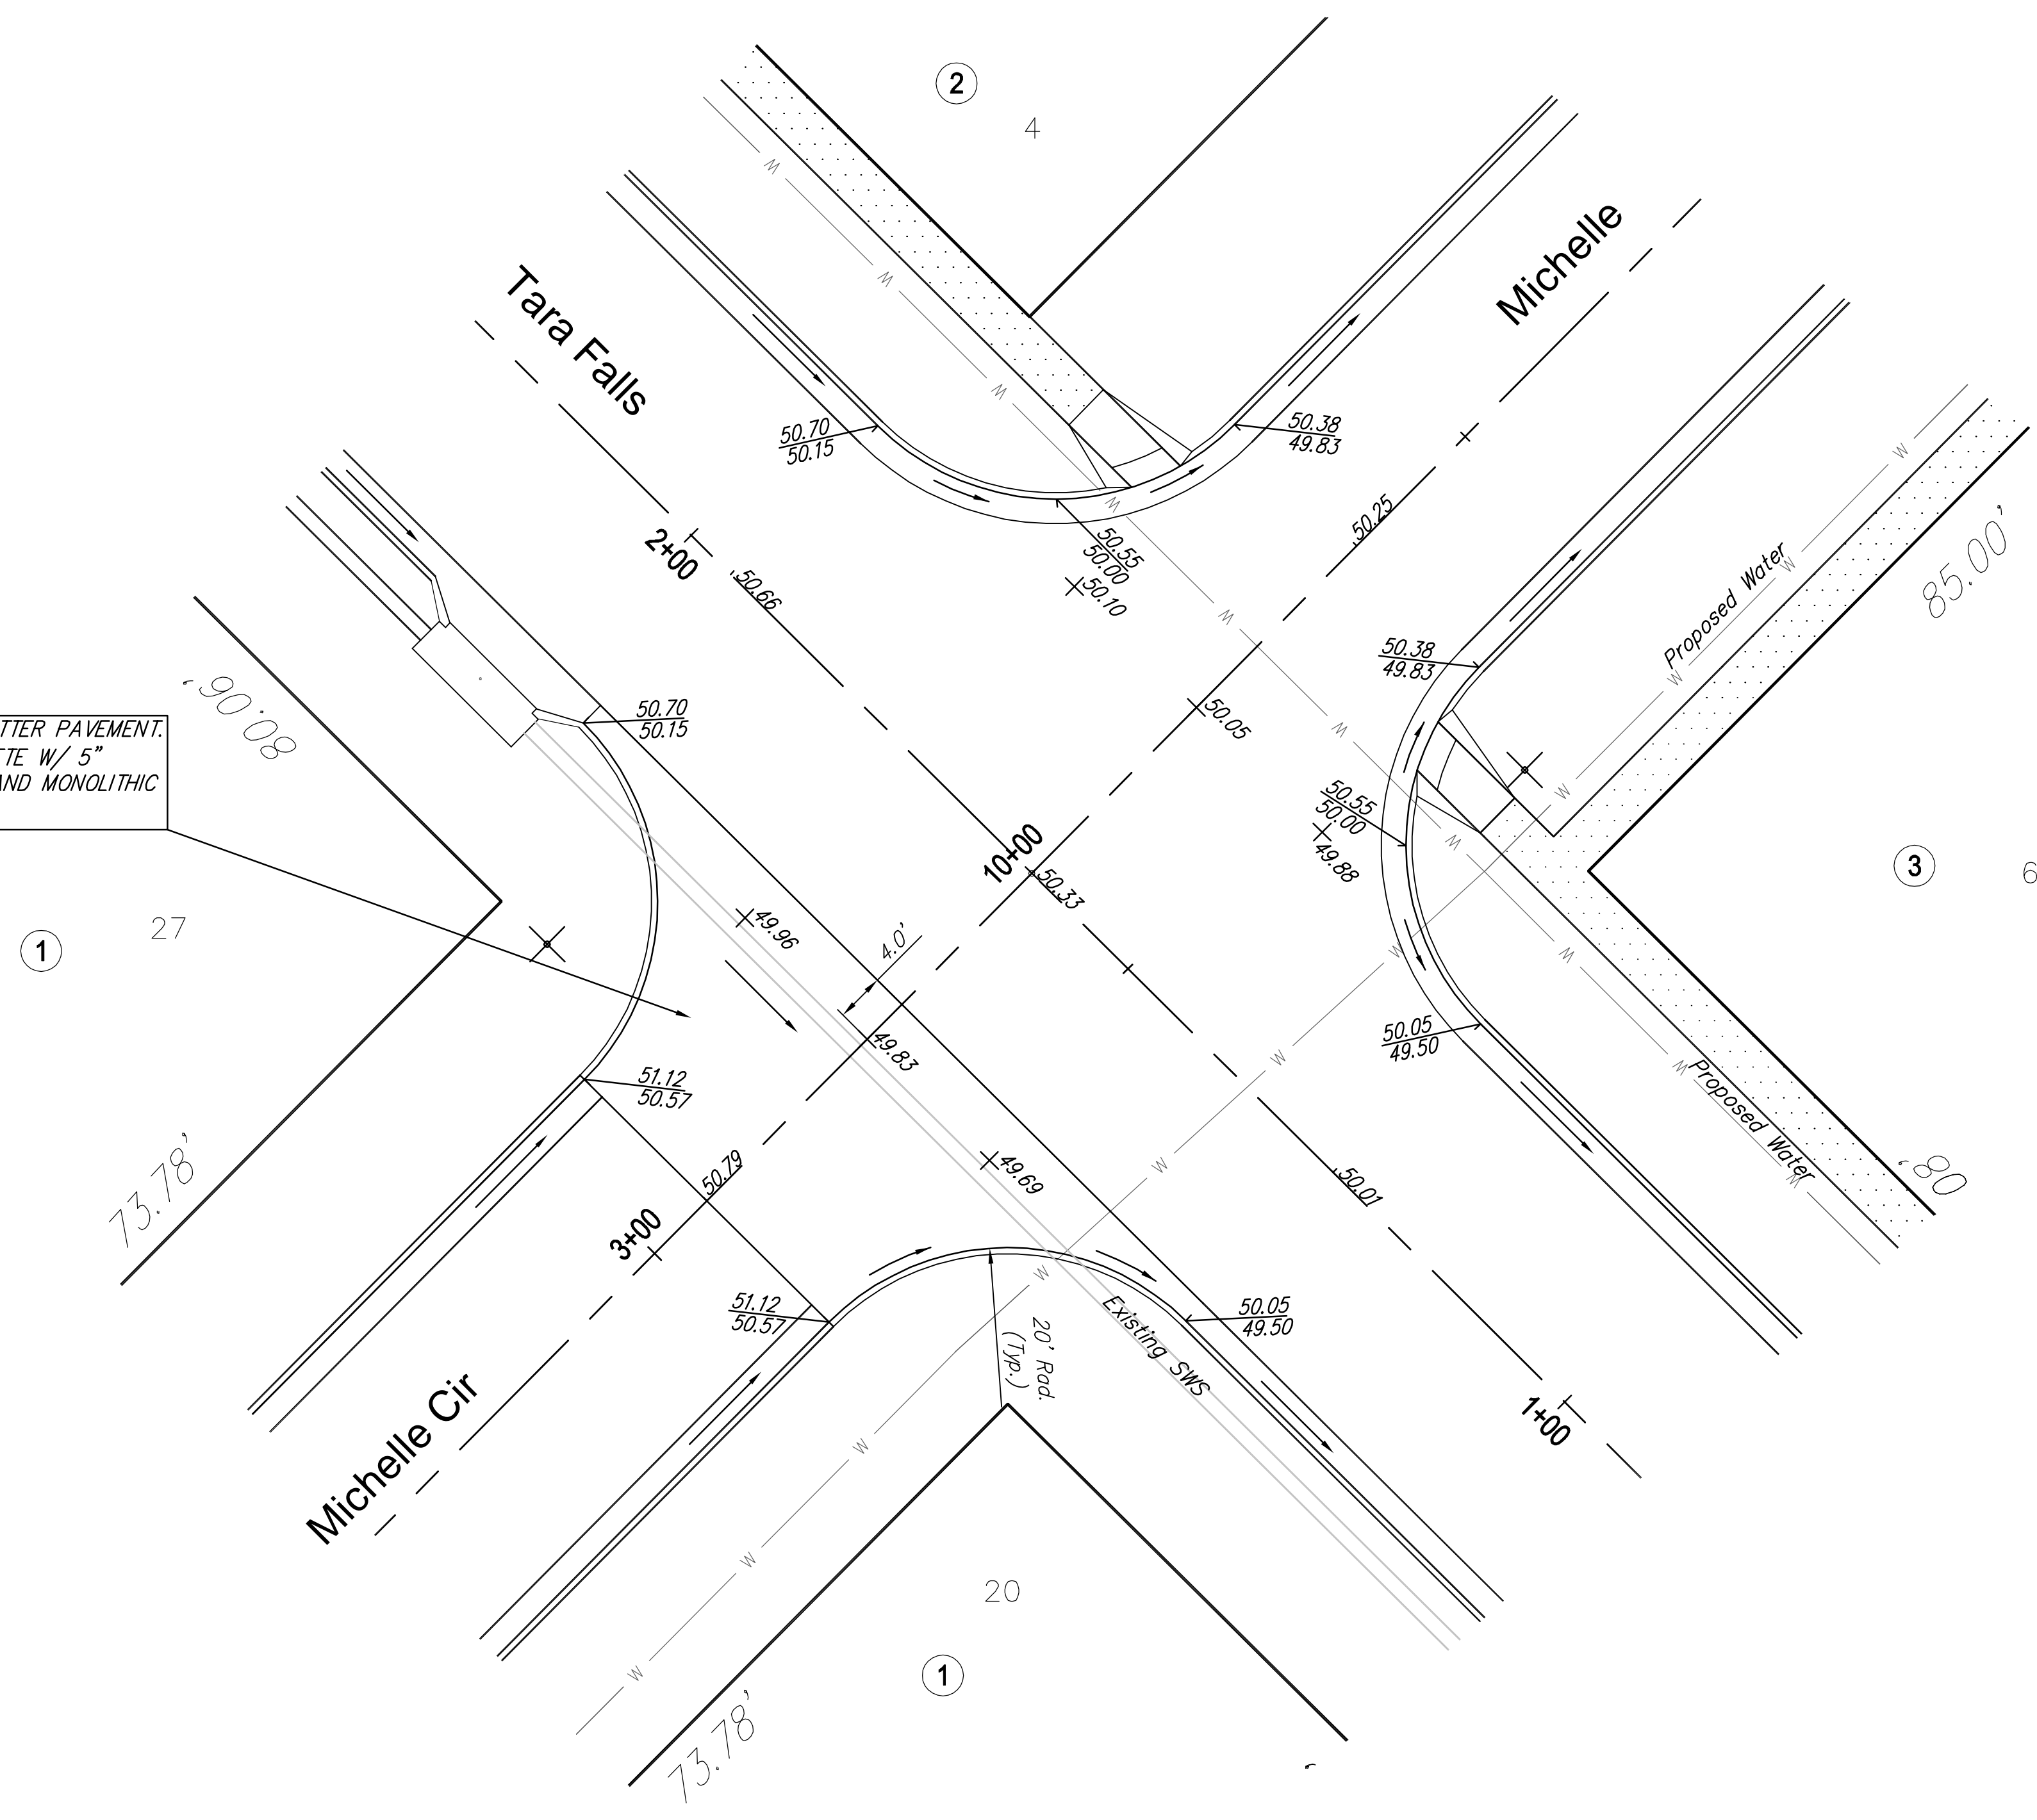 2
4
Michelle
Tara Falls
W
W
W
W
W
W
W
W
W
W
W
50.70
50.15
50.38
49.83
50.25
50.55
50.00
50.10
2+00
50.66
Proposed Water
W
W
W
W
85.00'
50.38
49.83
50.05
80.06'
50.70
50.15
TTER PAVEMENT.
TE W/ 5"
AND MONOLITHIC
50.55
50.00
49.88
10+00
50.33
3
6
27
1
49.96
4.0'
49.83
50.05
49.50
W
W
W
W
W
W
W
51.12
50.57
50.79
49.69
50.01
Proposed Water
80
73.78'
3+00
51.12
50.57
50.05
49.50
20' Rad.
(Typ.)
Existing SWS
1+00
Michelle Cir
20
1
73.78'